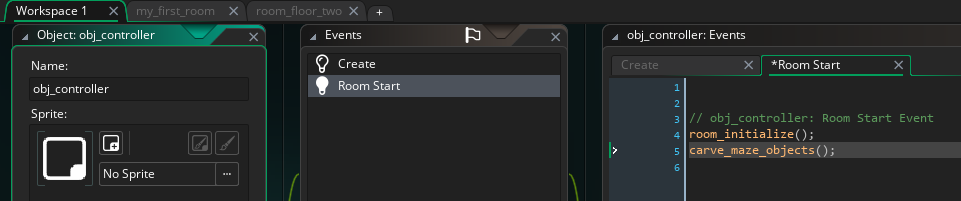 Workspace 1 my_first_room room_floor_two +
Object: obj_controller
Name:
obj_controller
Sprite:
No Sprite ...
Events
Create
Room Start
obj_controller: Events
Create *Room Start
1
2
3 // obj_controller: Room Start Event
4 room_initialize();
5 carve_maze_objects();
6